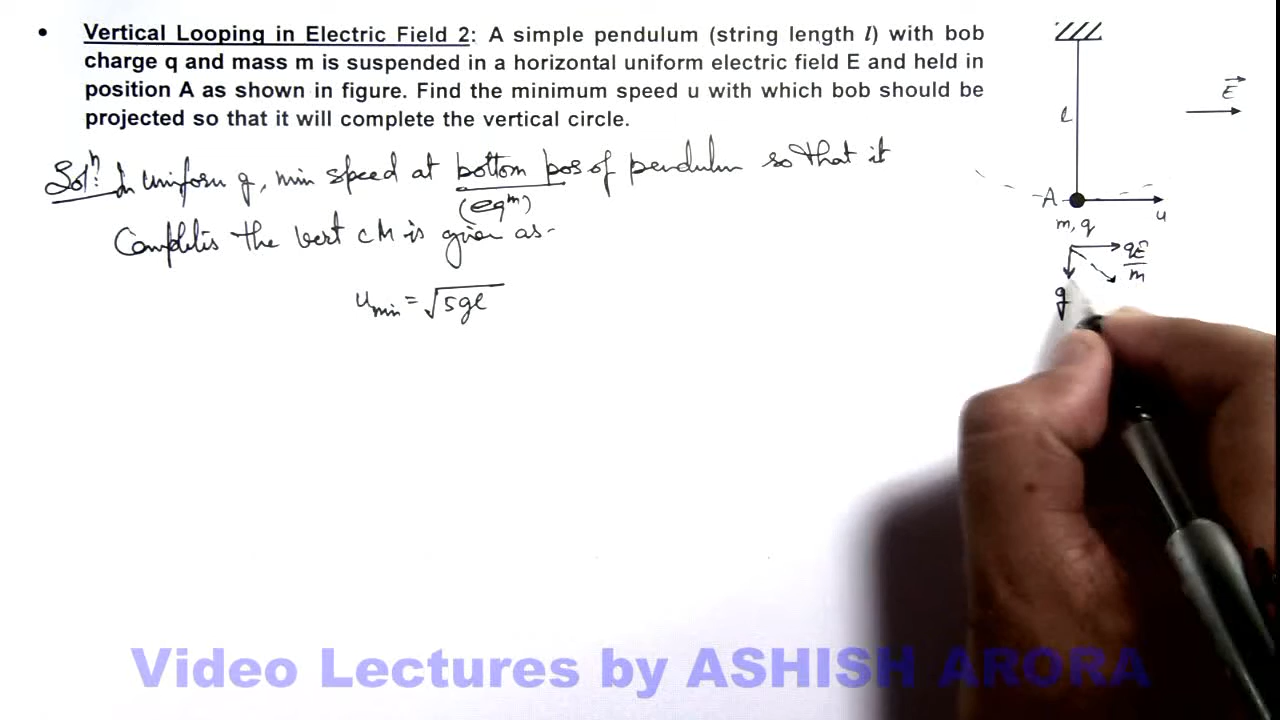 • Vertical Looping in Electric Field 2: A simple pendulum (string length l) with bob
charge q and mass m is suspended in a horizontal uniform electric field E and held in
position A as shown in figure. Find the minimum speed u with which bob should be
projected so that it will complete the vertical circle.
Solⁿ: In uniform g, min speed at bottom pos of pendulum so that it
(eqᵐ)
Completes the vert CM is given as-
u_min = √5gl
E⃗
l
A
u
m, q
qE/m
g
Video Lectures by ASHISH ARORA